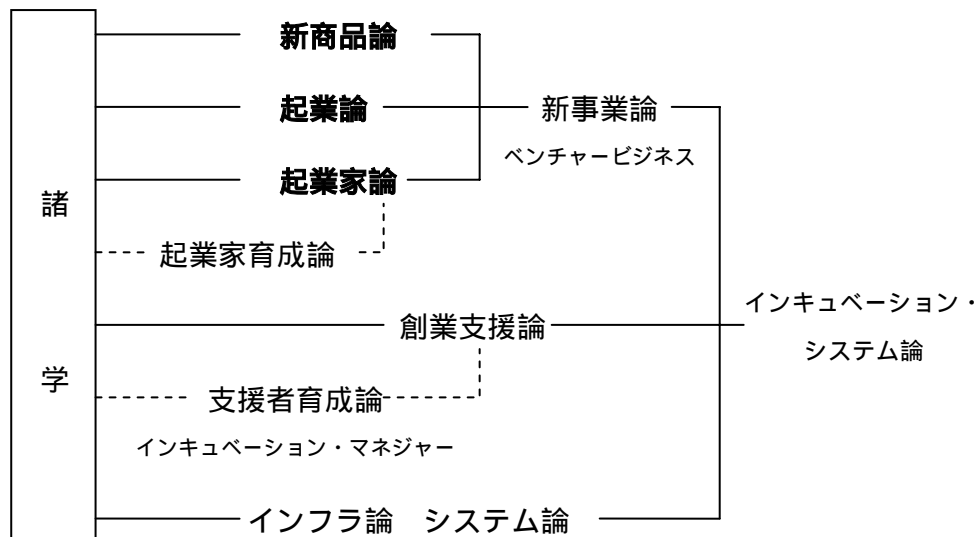 新商品論
起業論
新事業論
ベンチャービジネス
起業家論
諸学
起業家育成論
インキュベーション・
システム論
創業支援論
支援者育成論
インキュベーション・マネジャー
インフラ論 システム論